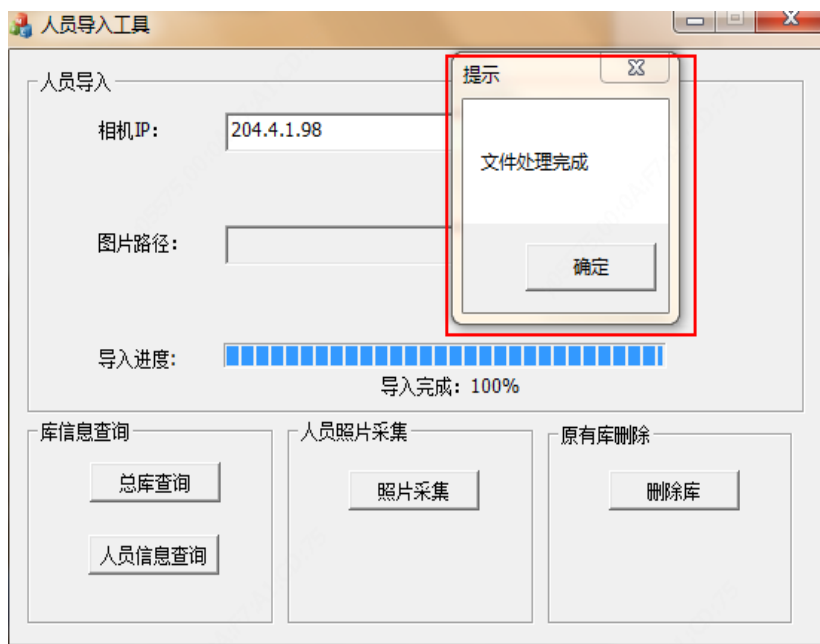 人员导入工具
人员导入
提示
相机IP:
204.4.1.98
文件处理完成
图片路径:
确定
导入进度:
导入完成: 100%
库信息查询
人员照片采集
原有库删除
总库查询
照片采集
删除库
人员信息查询